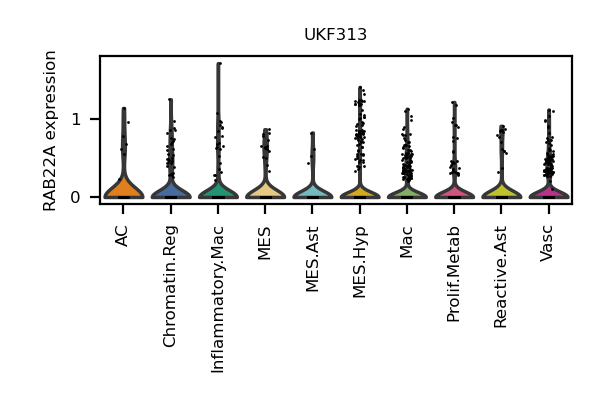 UKF313
RAB22A expression
1
0
AC
Chromatin.Reg
Inflammatory.Mac
MES
MES.Ast
MES.Hyp
Mac
Prolif.Metab
Reactive.Ast
Vasc